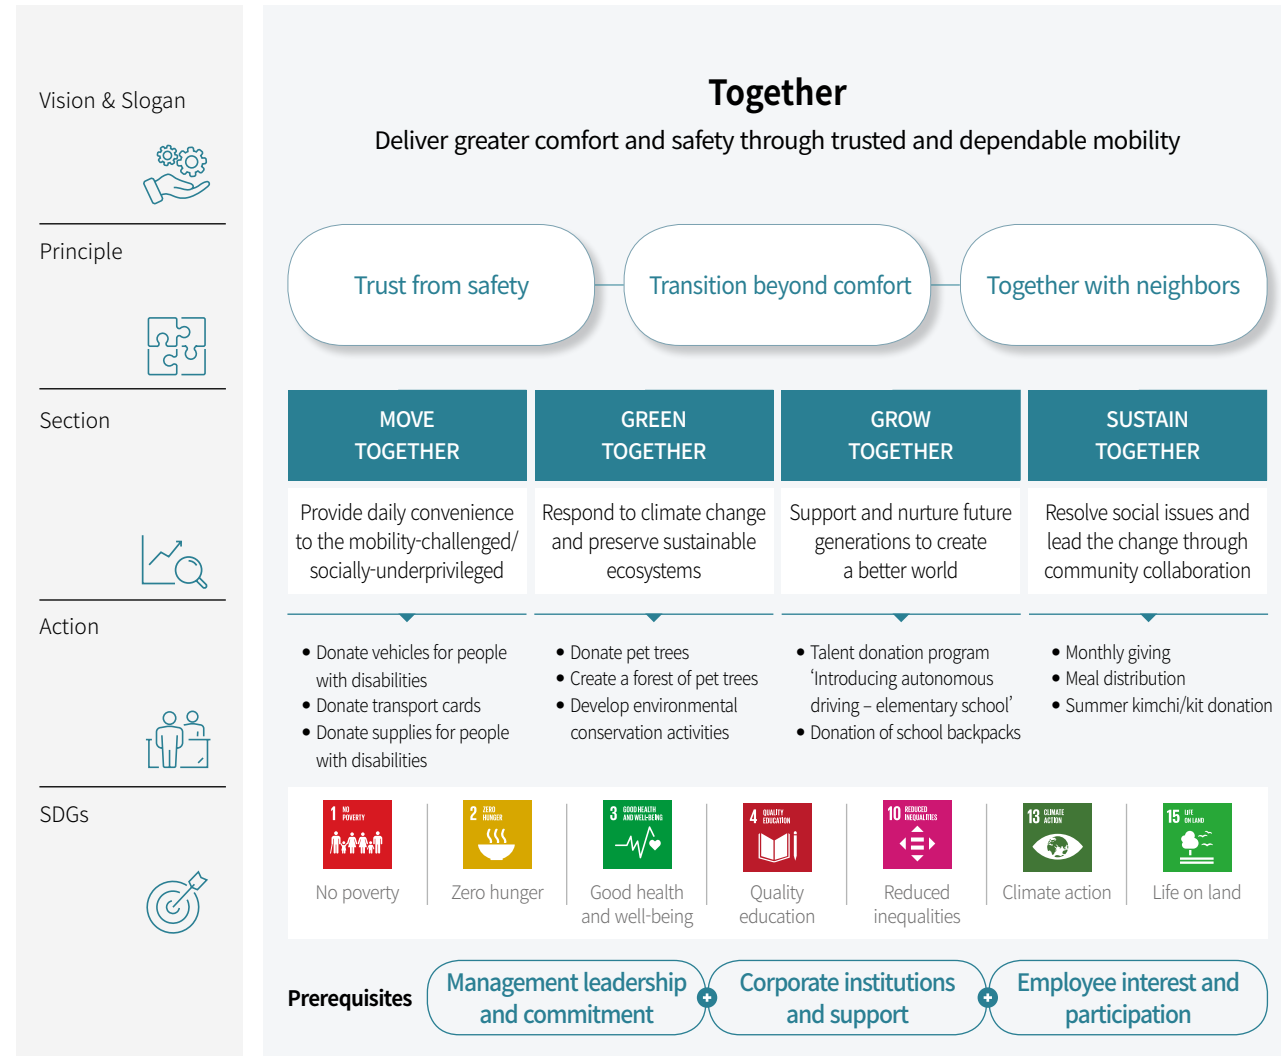 Vision & Slogan
Together
Deliver greater comfort and safety through trusted and dependable mobility
Principle
Trust from safety
Transition beyond comfort
Together with neighbors
Section
MOVE
TOGETHER
Provide daily convenience
to the mobility-challenged/
socially-underprivileged
GREEN
TOGETHER
Respond to climate change
and preserve sustainable
ecosystems
GROW
TOGETHER
Support and nurture future
generations to create
a better world
SUSTAIN
TOGETHER
Resolve social issues and
lead the change through
community collaboration
Action
• Donate vehicles for people
with disabilities
• Donate transport cards
• Donate supplies for people
with disabilities
• Donate pet trees
• Create a forest of pet trees
• Develop environmental
conservation activities
• Talent donation program
‘Introducing autonomous
driving – elementary school’
• Donation of school backpacks
• Monthly giving
• Meal distribution
• Summer kimchi/kit donation
SDGs
1 NO
POVERTY
No poverty
2 ZERO
HUNGER
Zero hunger
3 GOOD HEALTH
AND WELL-BEING
Good health
and well-being
4 QUALITY
EDUCATION
Quality
education
10 REDUCED
INEQUALITIES
Reduced
inequalities
13 CLIMATE
ACTION
Climate action
15 LIFE
ON LAND
Life on land
Prerequisites
Management leadership
and commitment
Corporate institutions
and support
Employee interest and
participation